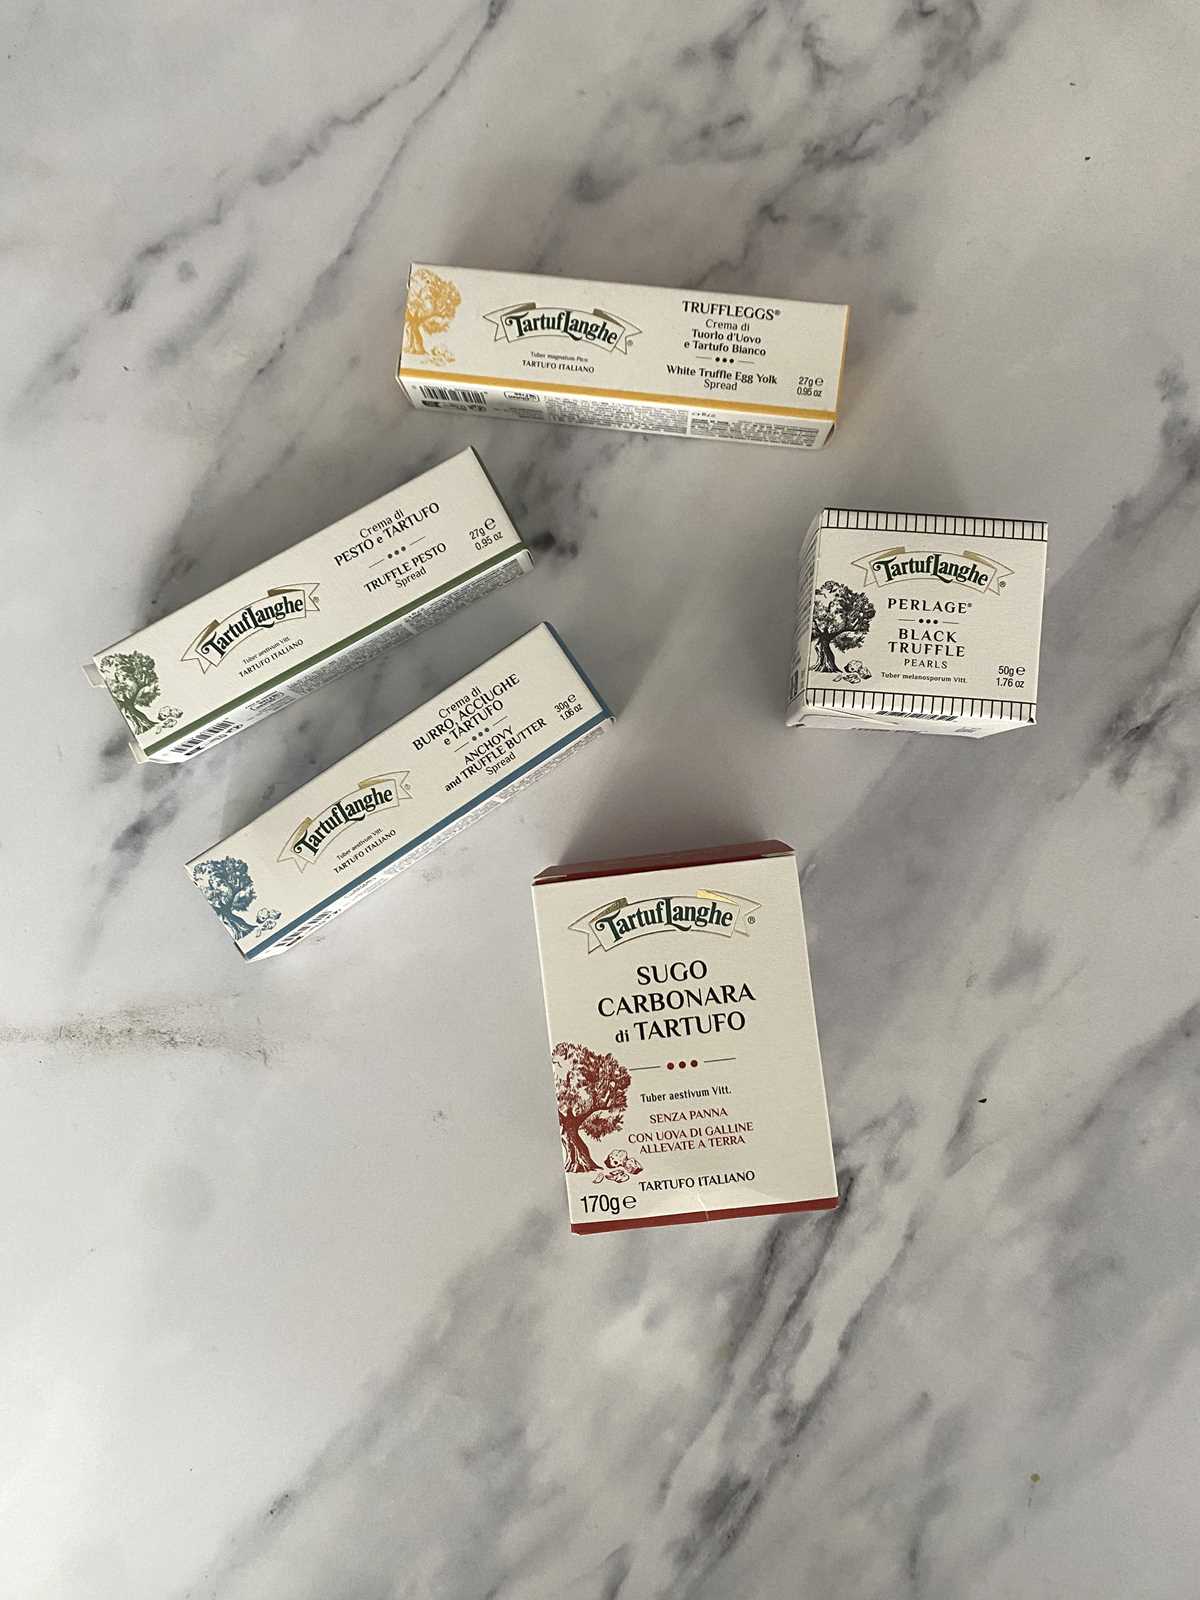 TartufLanghe®
Tuber magnatum Pico
TARTUFO ITALIANO
TRUFFLEGGS®
Crema di
Tuorlo d'Uovo
e Tartufo Bianco
White Truffle Egg Yolk
Spread
27g℮
0.95 oz
TartufLanghe®
Tuber aestivum Vitt.
TARTUFO ITALIANO
Crema di
PESTO e TARTUFO
TRUFFLE PESTO
Spread
27g℮
0.95 oz
TartufLanghe®
PERLAGE®
BLACK
TRUFFLE
PEARLS
Tuber melanosporum Vitt.
50g℮
1.76 oz
TartufLanghe®
Tuber aestivum Vitt.
TARTUFO ITALIANO
Crema di
BURRO, ACCIUGHE
e TARTUFO
ANCHOVY
and TRUFFLE BUTTER
Spread
30g℮
1.06 oz
TartufLanghe®
SUGO
CARBONARA
di TARTUFO
Tuber aestivum Vitt.
SENZA PANNA
CON UOVA DI GALLINE
ALLEVATE A TERRA
TARTUFO ITALIANO
170g℮